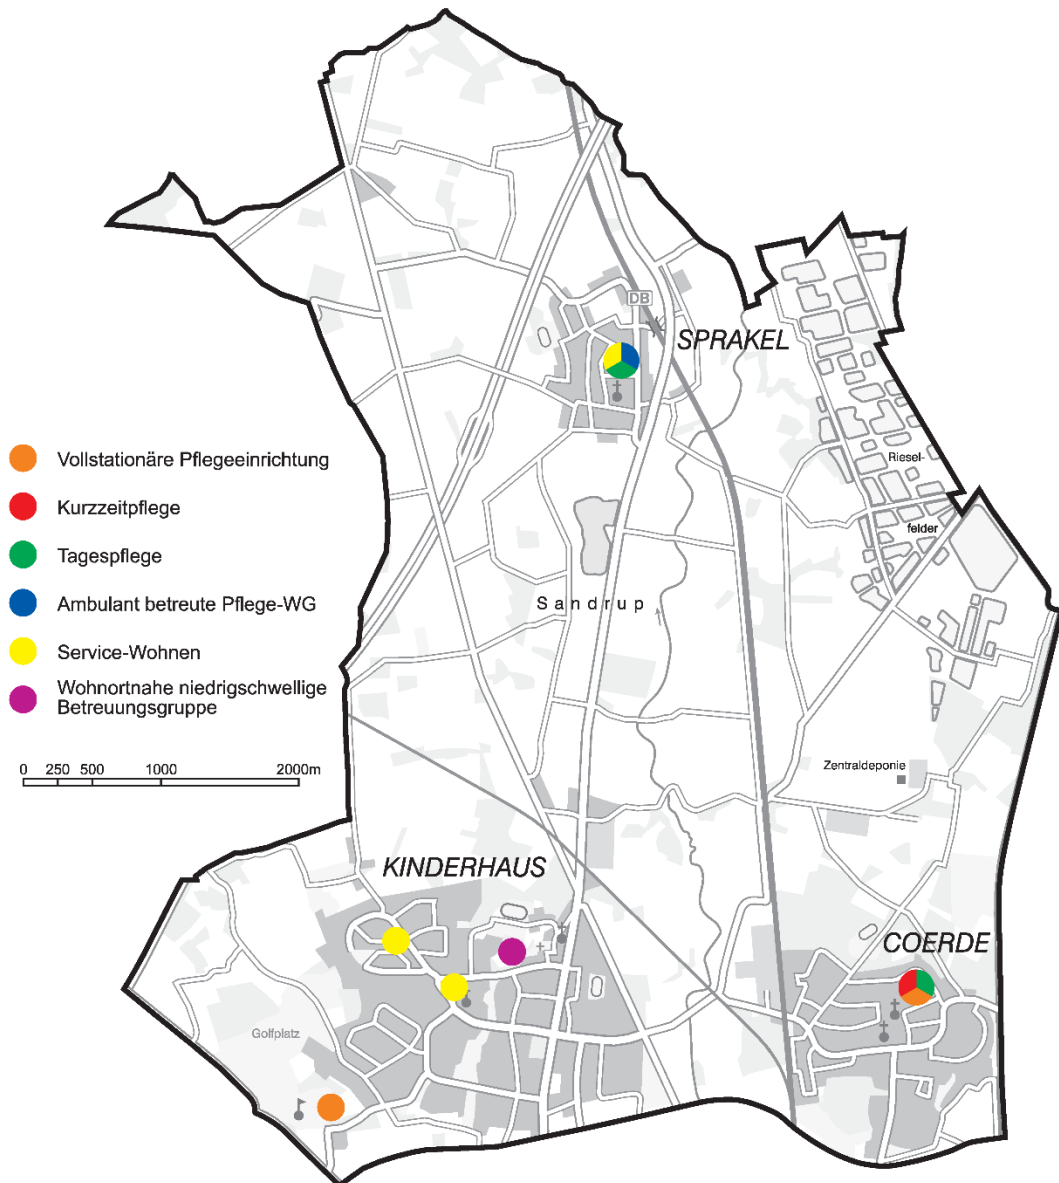 DB
SPRAKEL
Riesel-
felder
Vollstationäre Pflegeeinrichtung
Kurzzeitpflege
Tagespflege
Ambulant betreute Pflege-WG
Service-Wohnen
Wohnortnahe niedrigschwellige
Betreuungsgruppe
Sandrup
0 250 500 1000 2000m
Zentraldeponie
KINDERHAUS
COERDE
Golfplatz